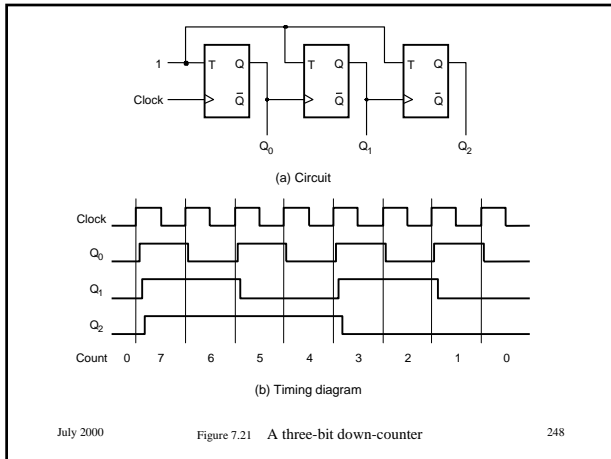 1 T Q T Q T Q
Clock Q̄ Q̄ Q̄
Q₀ Q₁ Q₂
(a) Circuit
Clock
Q₀
Q₁
Q₂
Count 0 7 6 5 4 3 2 1 0
(b) Timing diagram
July 2000 Figure 7.21 A three-bit down-counter 248